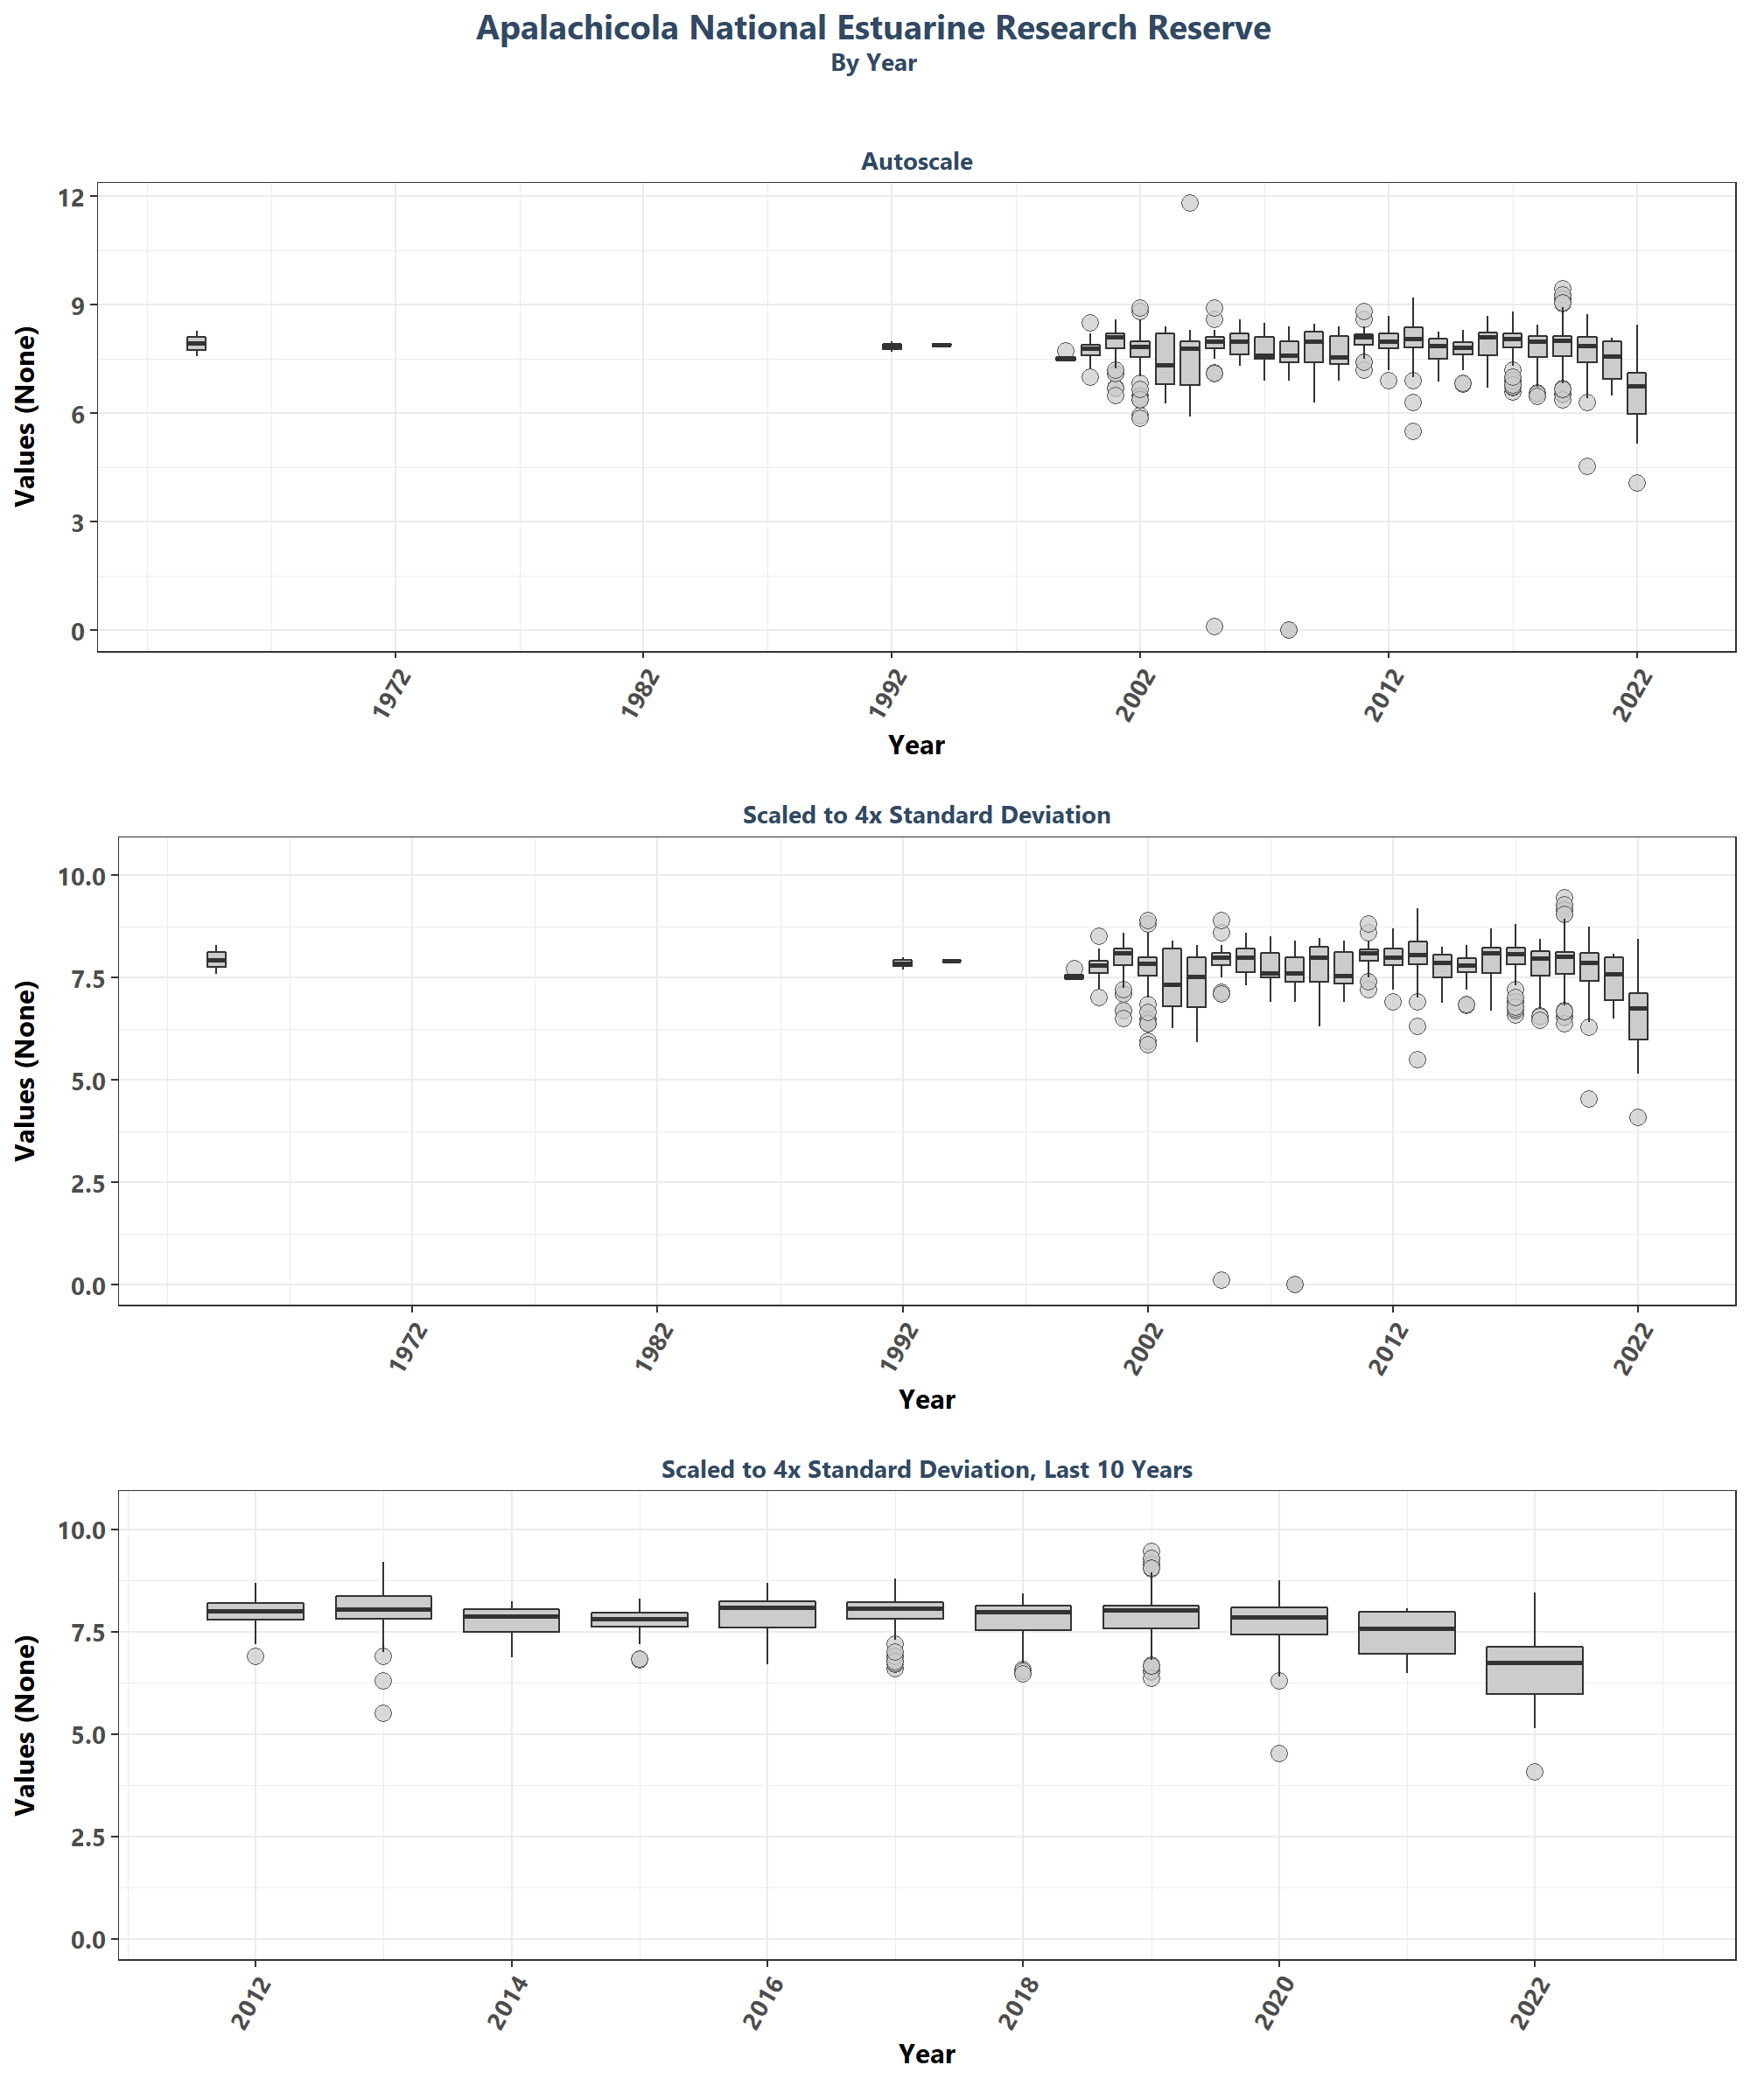 Apalachicola National Estuarine Research Reserve
By Year
Autoscale
Values (None)
12
9
6
3
0
1972 1982 1992 2002 2012 2022
Year
Scaled to 4x Standard Deviation
Values (None)
10.0
7.5
5.0
2.5
0.0
1972 1982 1992 2002 2012 2022
Year
Scaled to 4x Standard Deviation, Last 10 Years
Values (None)
10.0
7.5
5.0
2.5
0.0
2012 2014 2016 2018 2020 2022
Year